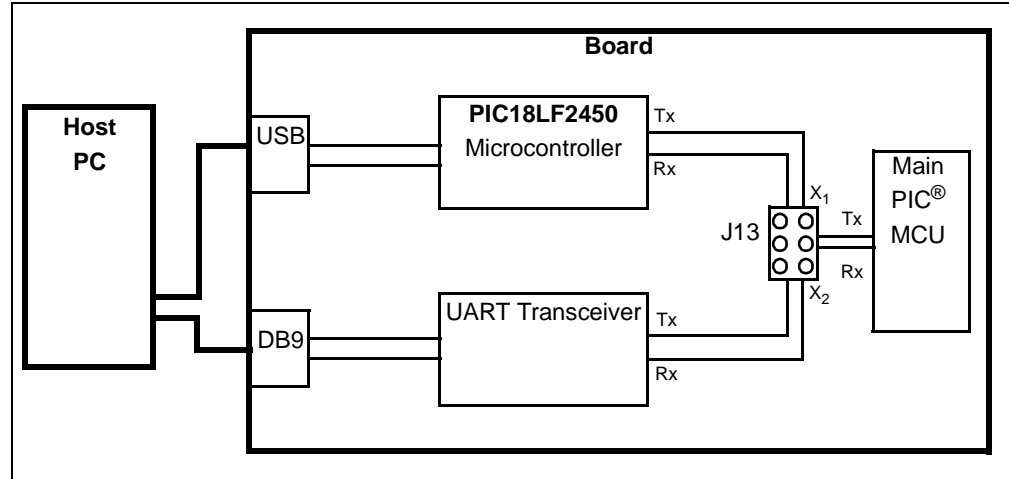 Board
Host
PC
USB
PIC18LF2450
Microcontroller
Tx
Rx
X1
J13
Tx
Rx
X2
Main
PIC®
MCU
DB9
UART Transceiver
Tx
Rx